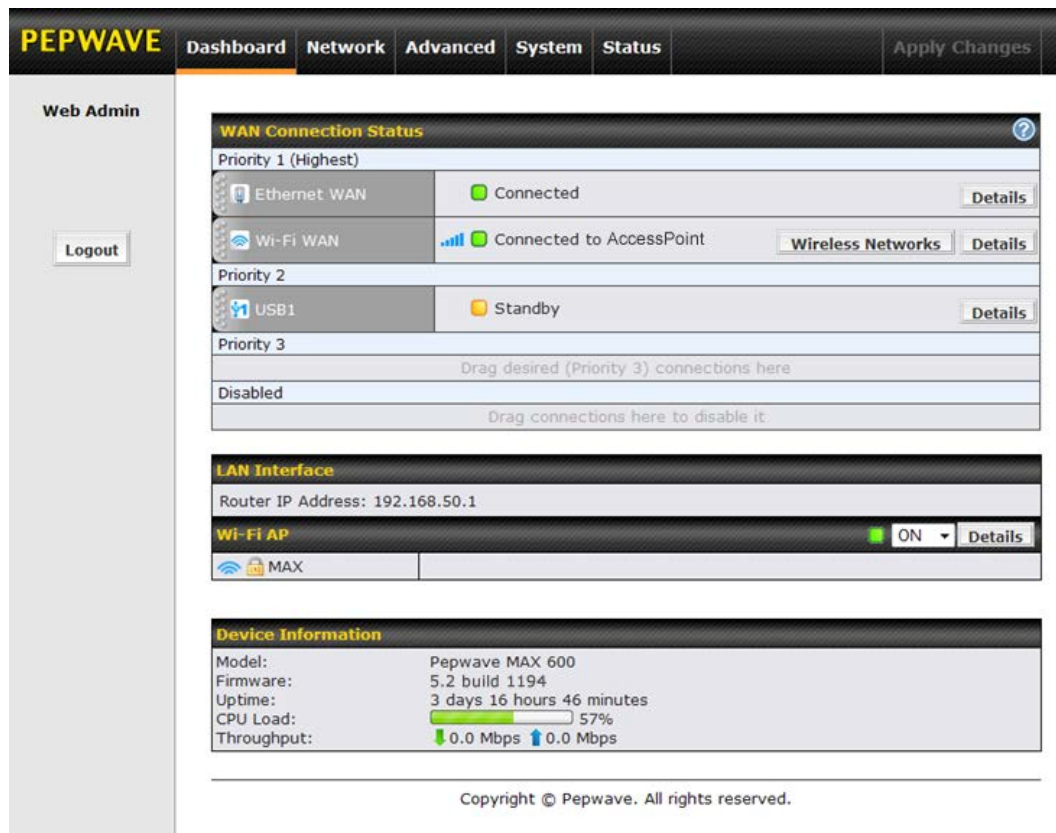 PEPWAVE Dashboard Network Advanced System Status Apply Changes
Web Admin
Logout
WAN Connection Status ?
Priority 1 (Highest)
Ethernet WAN Connected Details
Wi-Fi WAN Connected to AccessPoint Wireless Networks Details
Priority 2
USB1 Standby Details
Priority 3
Drag desired (Priority 3) connections here
Disabled
Drag connections here to disable it
LAN Interface
Router IP Address: 192.168.50.1
Wi-Fi AP ON Details
MAX
Device Information
Model: Pepwave MAX 600
Firmware: 5.2 build 1194
Uptime: 3 days 16 hours 46 minutes
CPU Load: 57%
Throughput: 0.0 Mbps 0.0 Mbps
Copyright © Pepwave. All rights reserved.